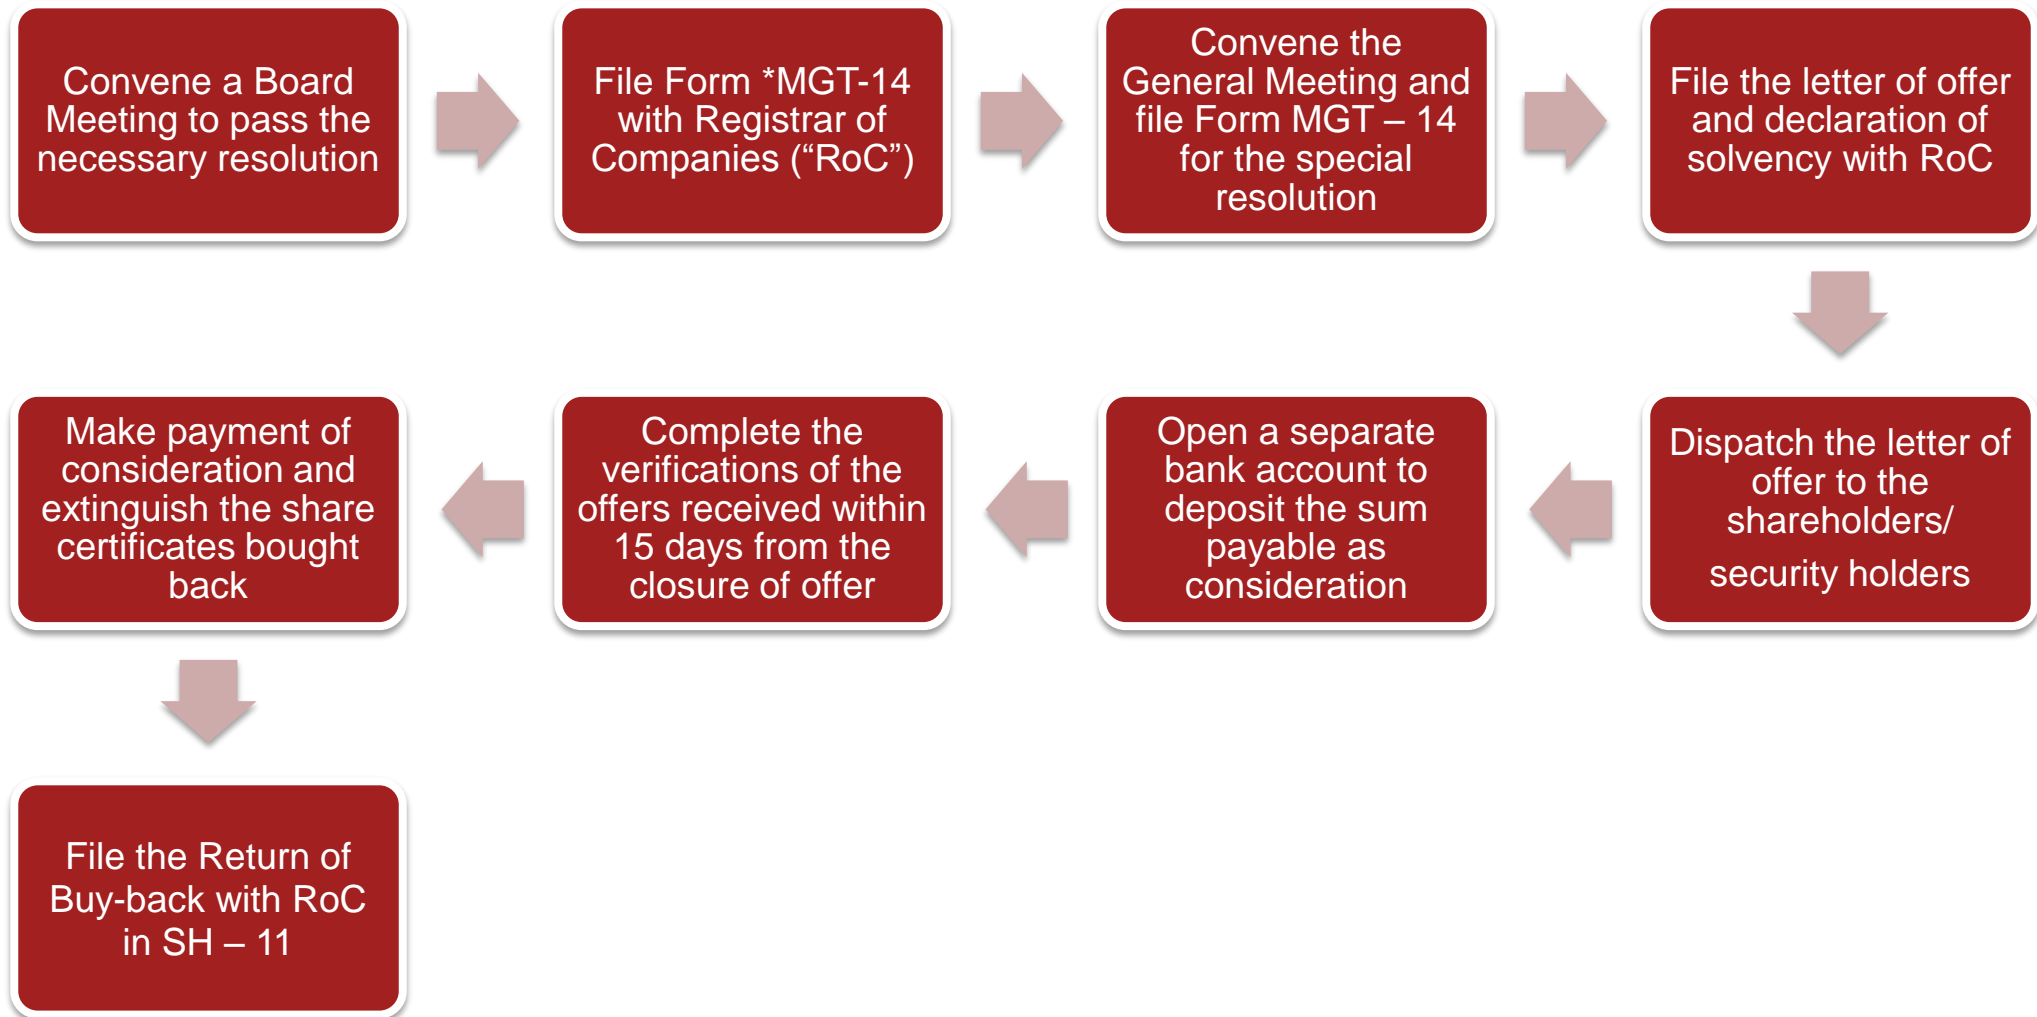 Convene a Board
Meeting to pass the
necessary resolution
File Form *MGT-14
with Registrar of
Companies (“RoC”)
Convene the
General Meeting and
file Form MGT – 14
for the special
resolution
File the letter of offer
and declaration of
solvency with RoC
Dispatch the letter of
offer to the
shareholders/
security holders
Open a separate
bank account to
deposit the sum
payable as
consideration
Complete the
verifications of the
offers received within
15 days from the
closure of offer
Make payment of
consideration and
extinguish the share
certificates bought
back
File the Return of
Buy-back with RoC
in SH – 11